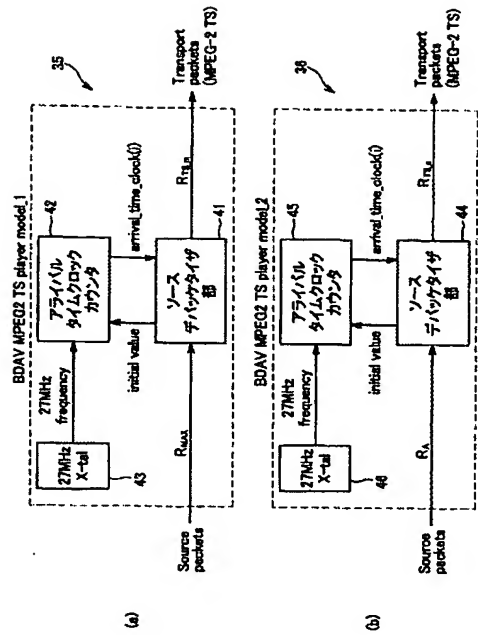 (a)
BDAV MPEG2 TS player model_1
35
27MHz
X-tal
43
27MHz
frequency
アライバル
タイムクロック
カウンタ
42
initial value
arrival_time_clock(i)
Source
packets
RMAX
ソース
デパケッタイザ
部
41
Transport
packets
(MPEG-2 TS)
(b)
BDAV MPEG2 TS player model_2
36
27MHz
X-tal
46
27MHz
frequency
アライバル
タイムクロック
カウンタ
45
initial value
arrival_time_clock(i)
Source
packets
RA
ソース
デパケッタイザ
部
44
Transport
packets
(MPEG-2 TS)